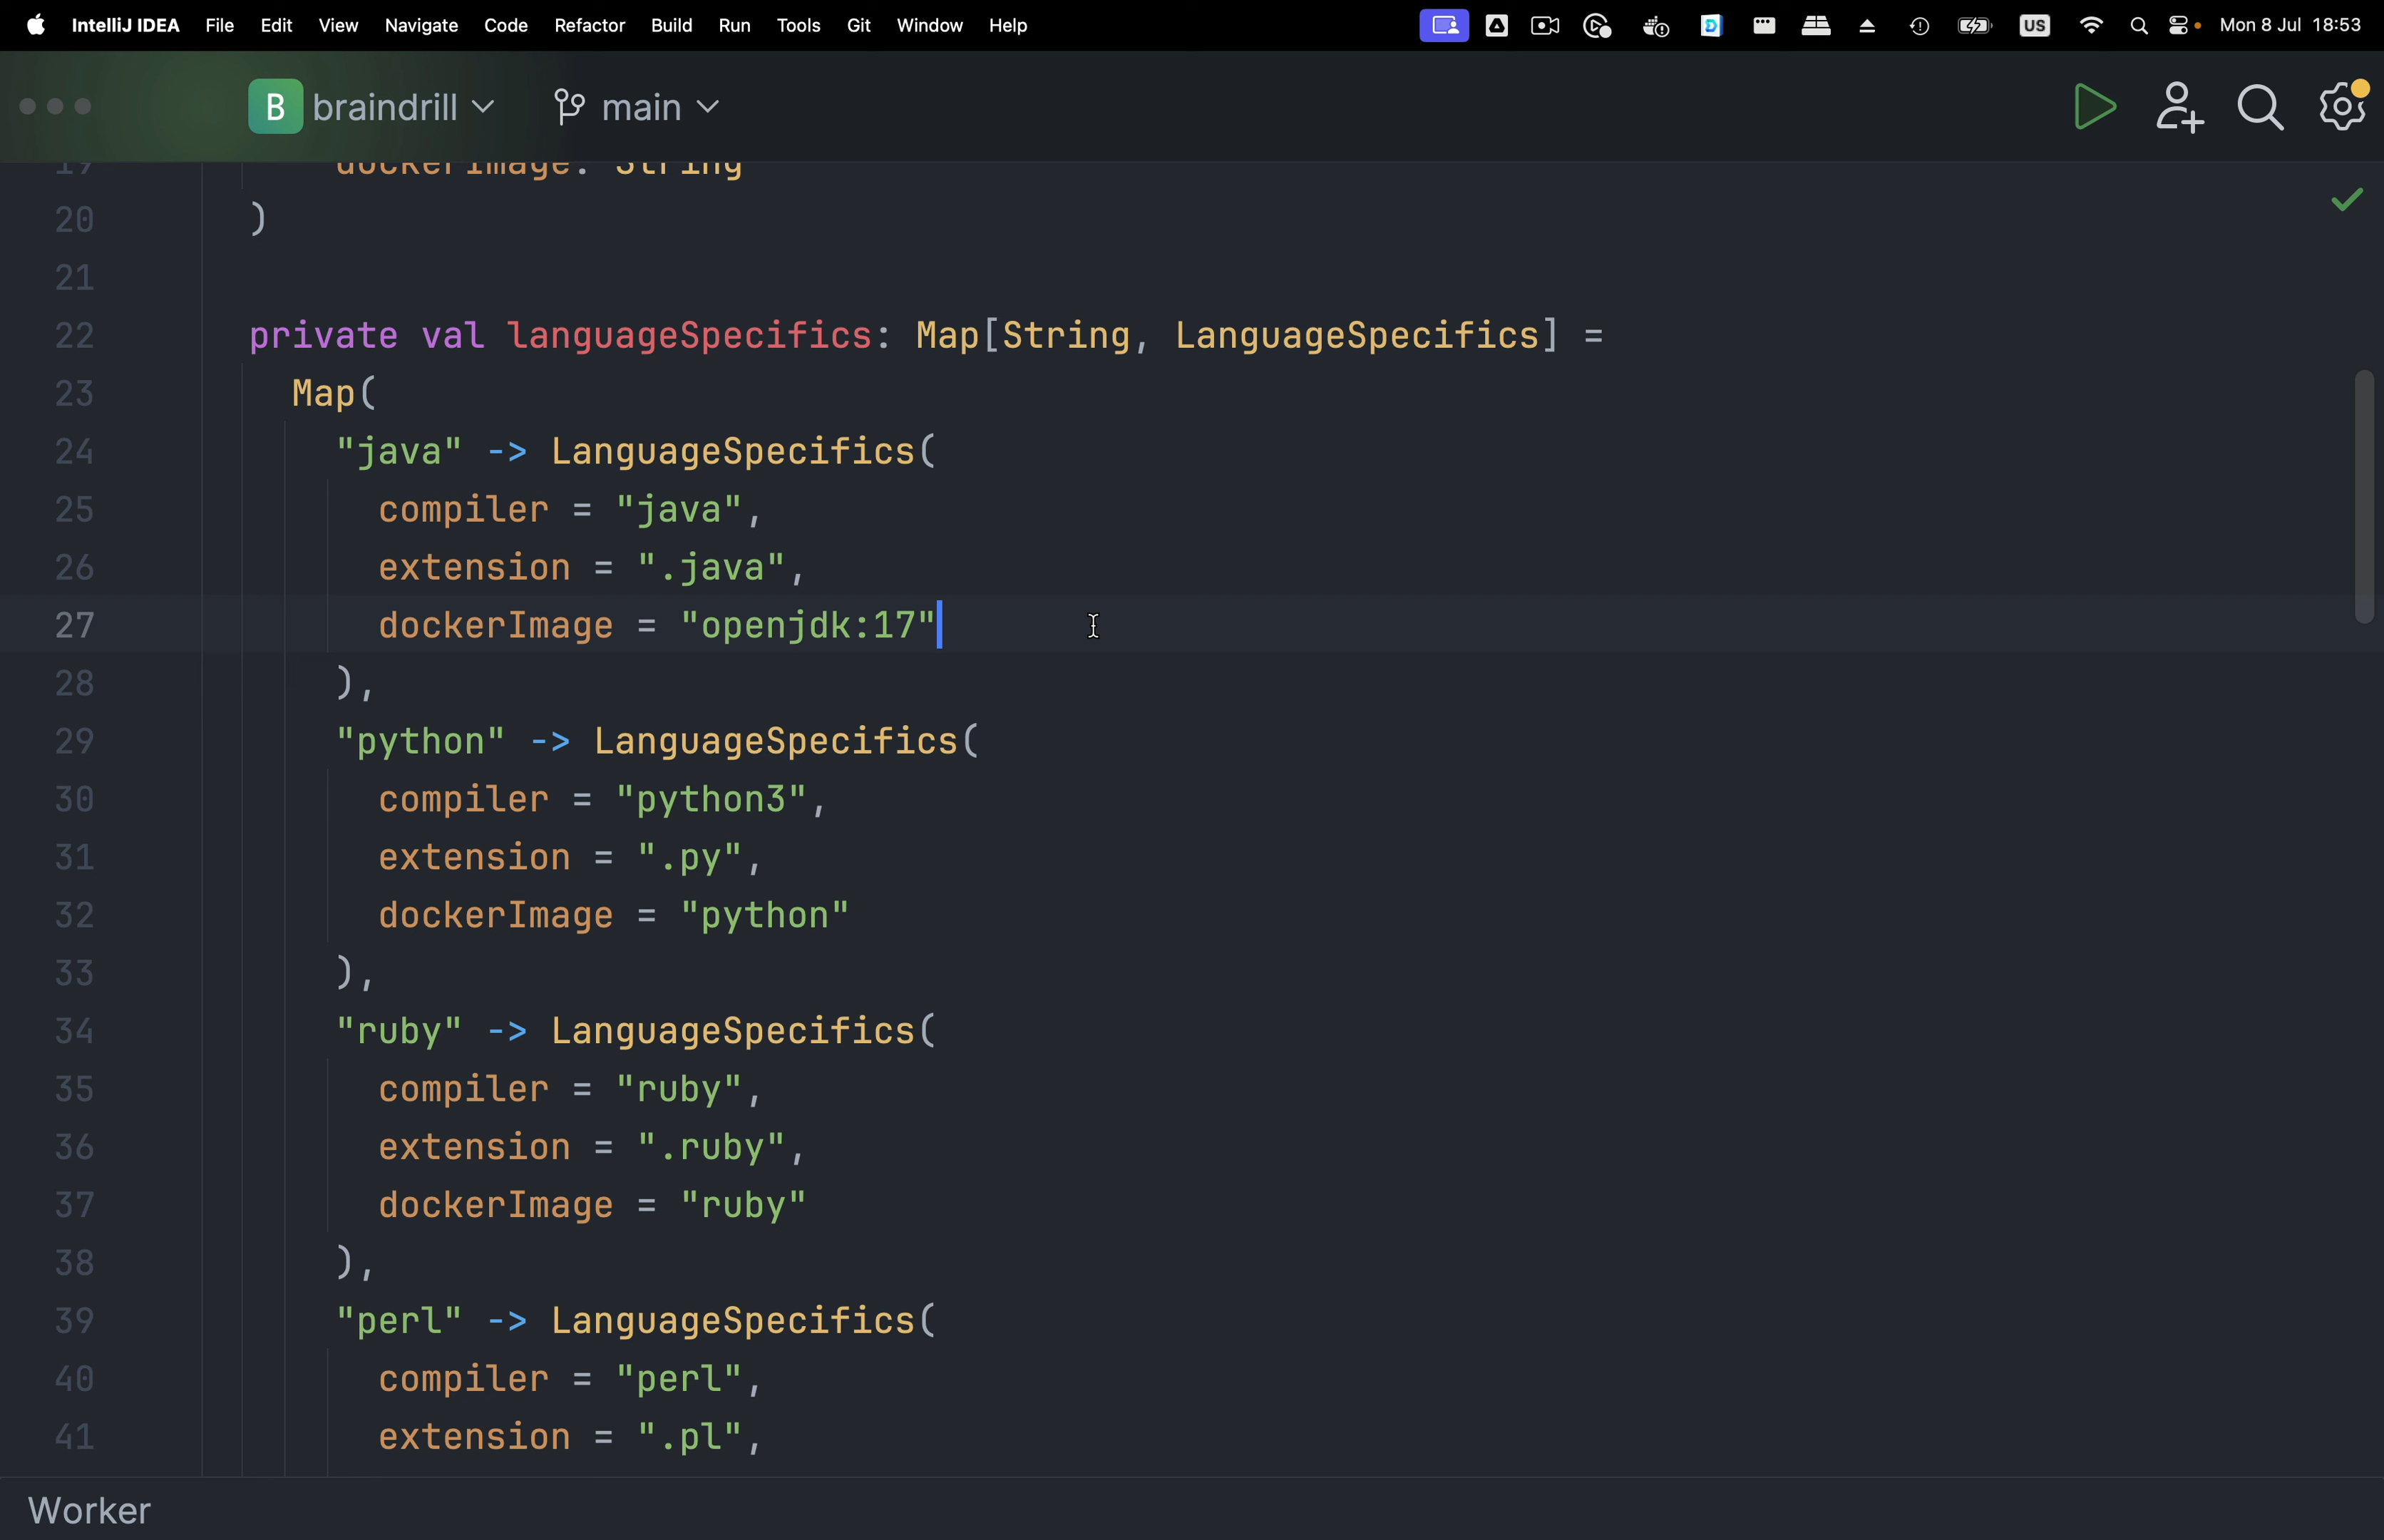 IntelliJ IDEA File Edit View Navigate Code Refactor Build Run Tools Git Window Help US Mon 8 Jul 18:53
B braindrill main
19 dockerImage: String
20 )
21
22 private val languageSpecifics: Map[String, LanguageSpecifics] =
23 Map(
24 "java" -> LanguageSpecifics(
25 compiler = "java",
26 extension = ".java",
27 dockerImage = "openjdk:17"
28 ),
29 "python" -> LanguageSpecifics(
30 compiler = "python3",
31 extension = ".py",
32 dockerImage = "python"
33 ),
34 "ruby" -> LanguageSpecifics(
35 compiler = "ruby",
36 extension = ".ruby",
37 dockerImage = "ruby"
38 ),
39 "perl" -> LanguageSpecifics(
40 compiler = "perl",
41 extension = ".pl",
Worker